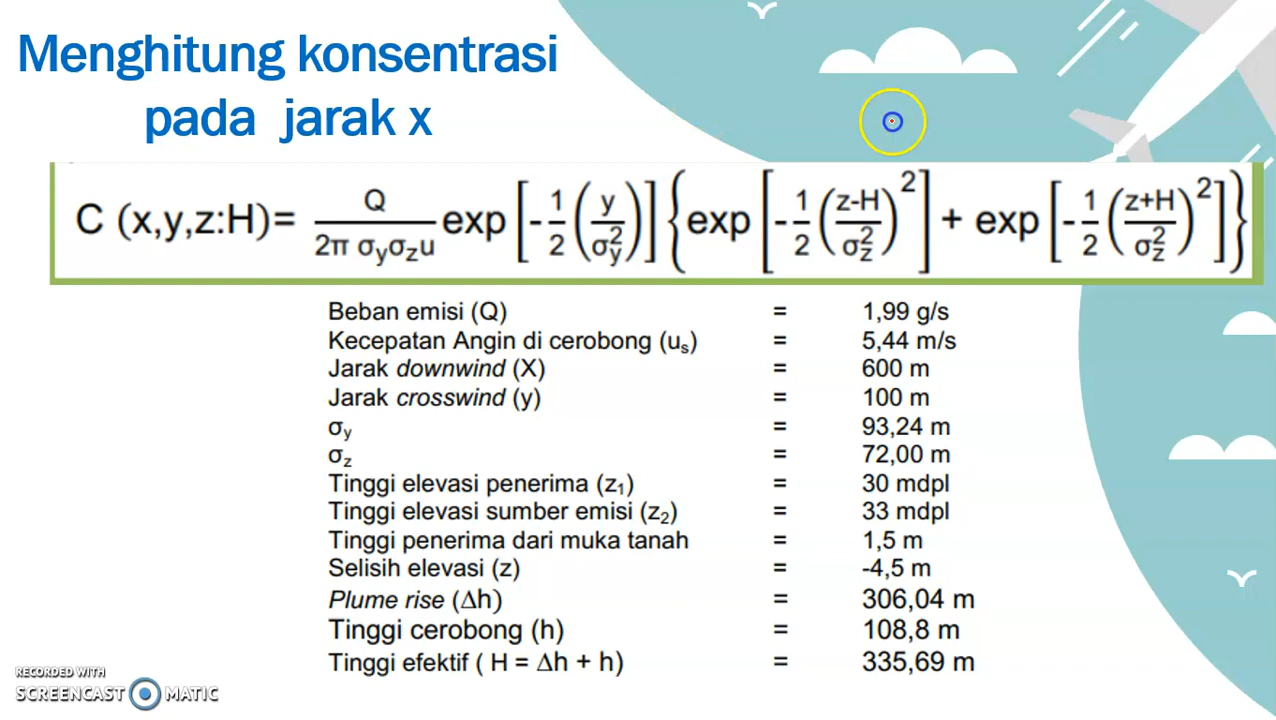 Menghitung konsentrasi
pada jarak x
C (x,y,z:H)= Q / 2π σyσzu exp [-1/2 (y/σy²)] {exp [-1/2 (z-H/σz²)²] + exp [-1/2 (z+H/σz²)²]}
Beban emisi (Q) = 1,99 g/s
Kecepatan Angin di cerobong (us) = 5,44 m/s
Jarak downwind (X) = 600 m
Jarak crosswind (y) = 100 m
σy = 93,24 m
σz = 72,00 m
Tinggi elevasi penerima (z1) = 30 mdpl
Tinggi elevasi sumber emisi (z2) = 33 mdpl
Tinggi penerima dari muka tanah = 1,5 m
Selisih elevasi (z) = -4,5 m
Plume rise (Δh) = 306,04 m
Tinggi cerobong (h) = 108,8 m
Tinggi efektif ( H = Δh + h) = 335,69 m
RECORDED WITH
SCREENCAST MATIC